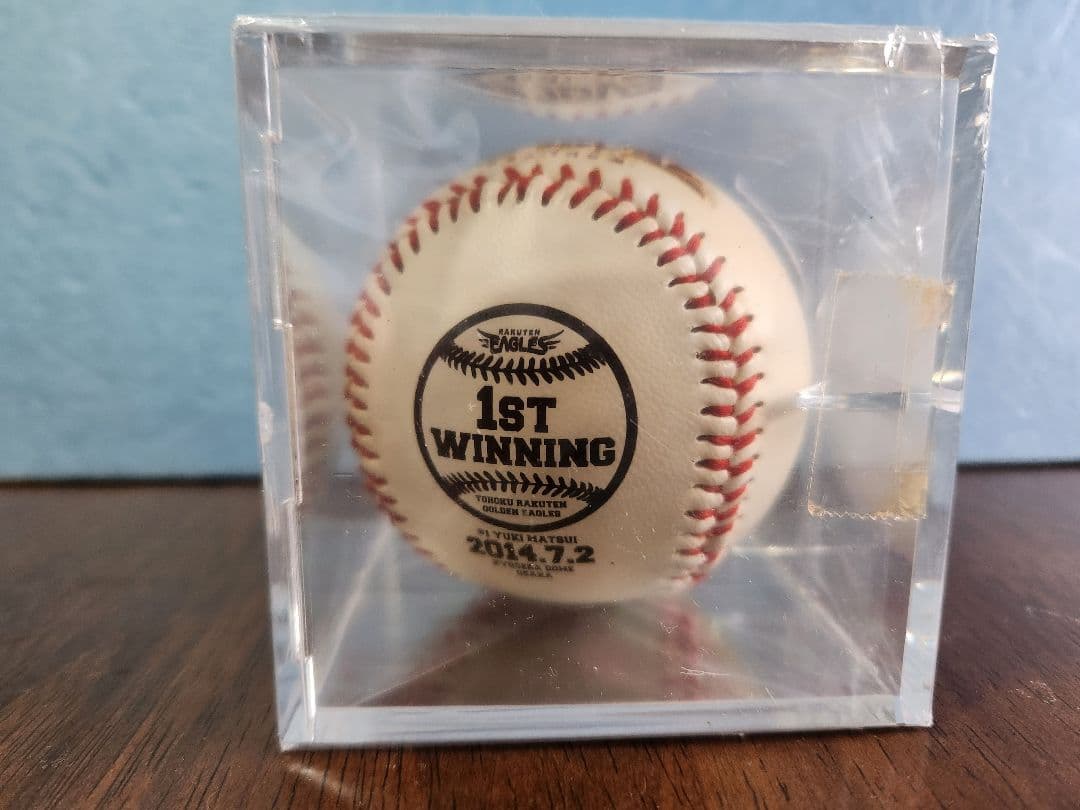 RAKUTEN
EAGLES
1ST
WINNING
TOHOKU RAKUTEN
GOLDEN EAGLES
#1 YUKI MATSUI
2014.7.2
KYOCERA DOME
OSAKA